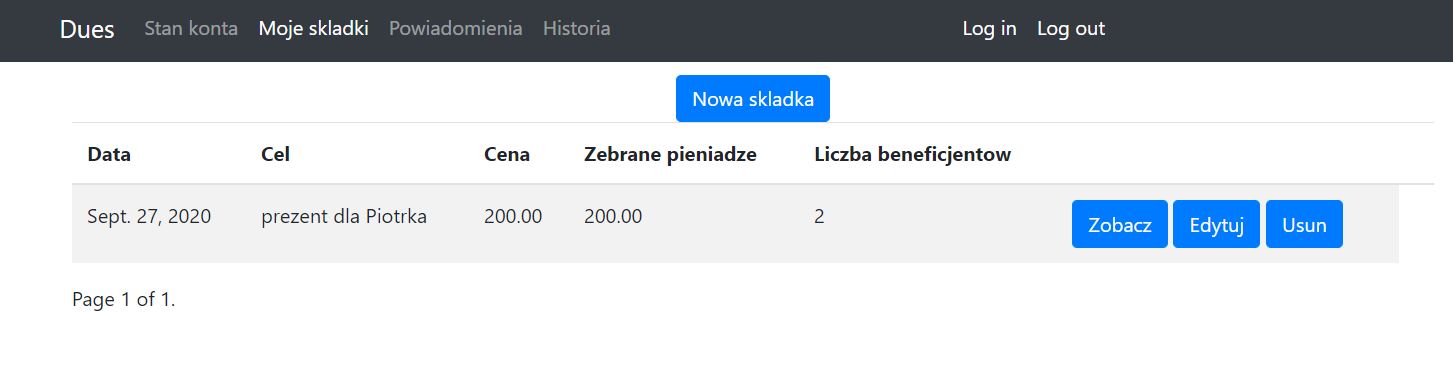 Dues Stan konta Moje skladki Powiadomienia Historia Log in Log out
Nowa skladka
Data Cel Cena Zebrane pieniadze Liczba beneficjentow
Sept. 27, 2020 prezent dla Piotrka 200.00 200.00 2 Zobacz Edytuj Usun
Page 1 of 1.